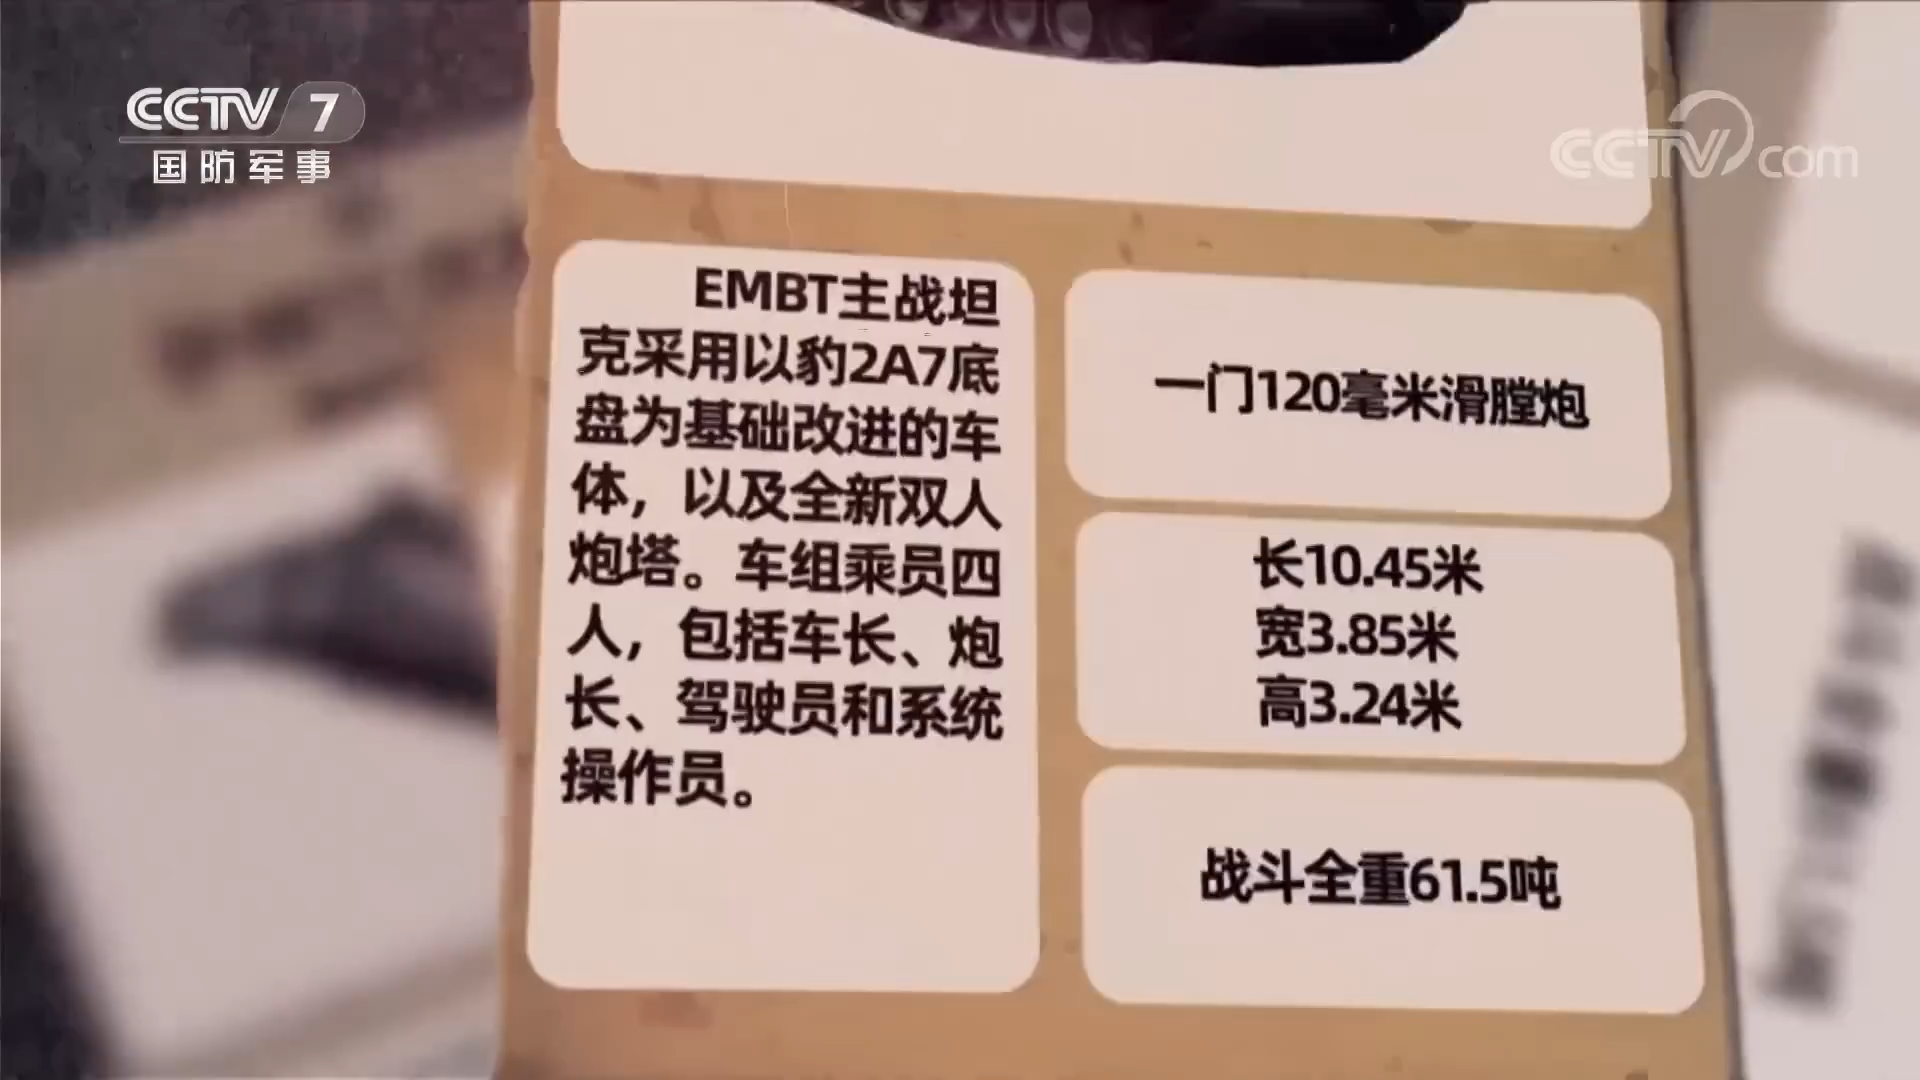 CCTV 7
国防军事
CCTV com
EMBT主战坦
克采用以豹2A7底
盘为基础改进的车
体，以及全新双人
炮塔。车组乘员四
人，包括车长、炮
长、驾驶员和系统
操作员。
一门120毫米滑膛炮
长10.45米
宽3.85米
高3.24米
战斗全重61.5吨